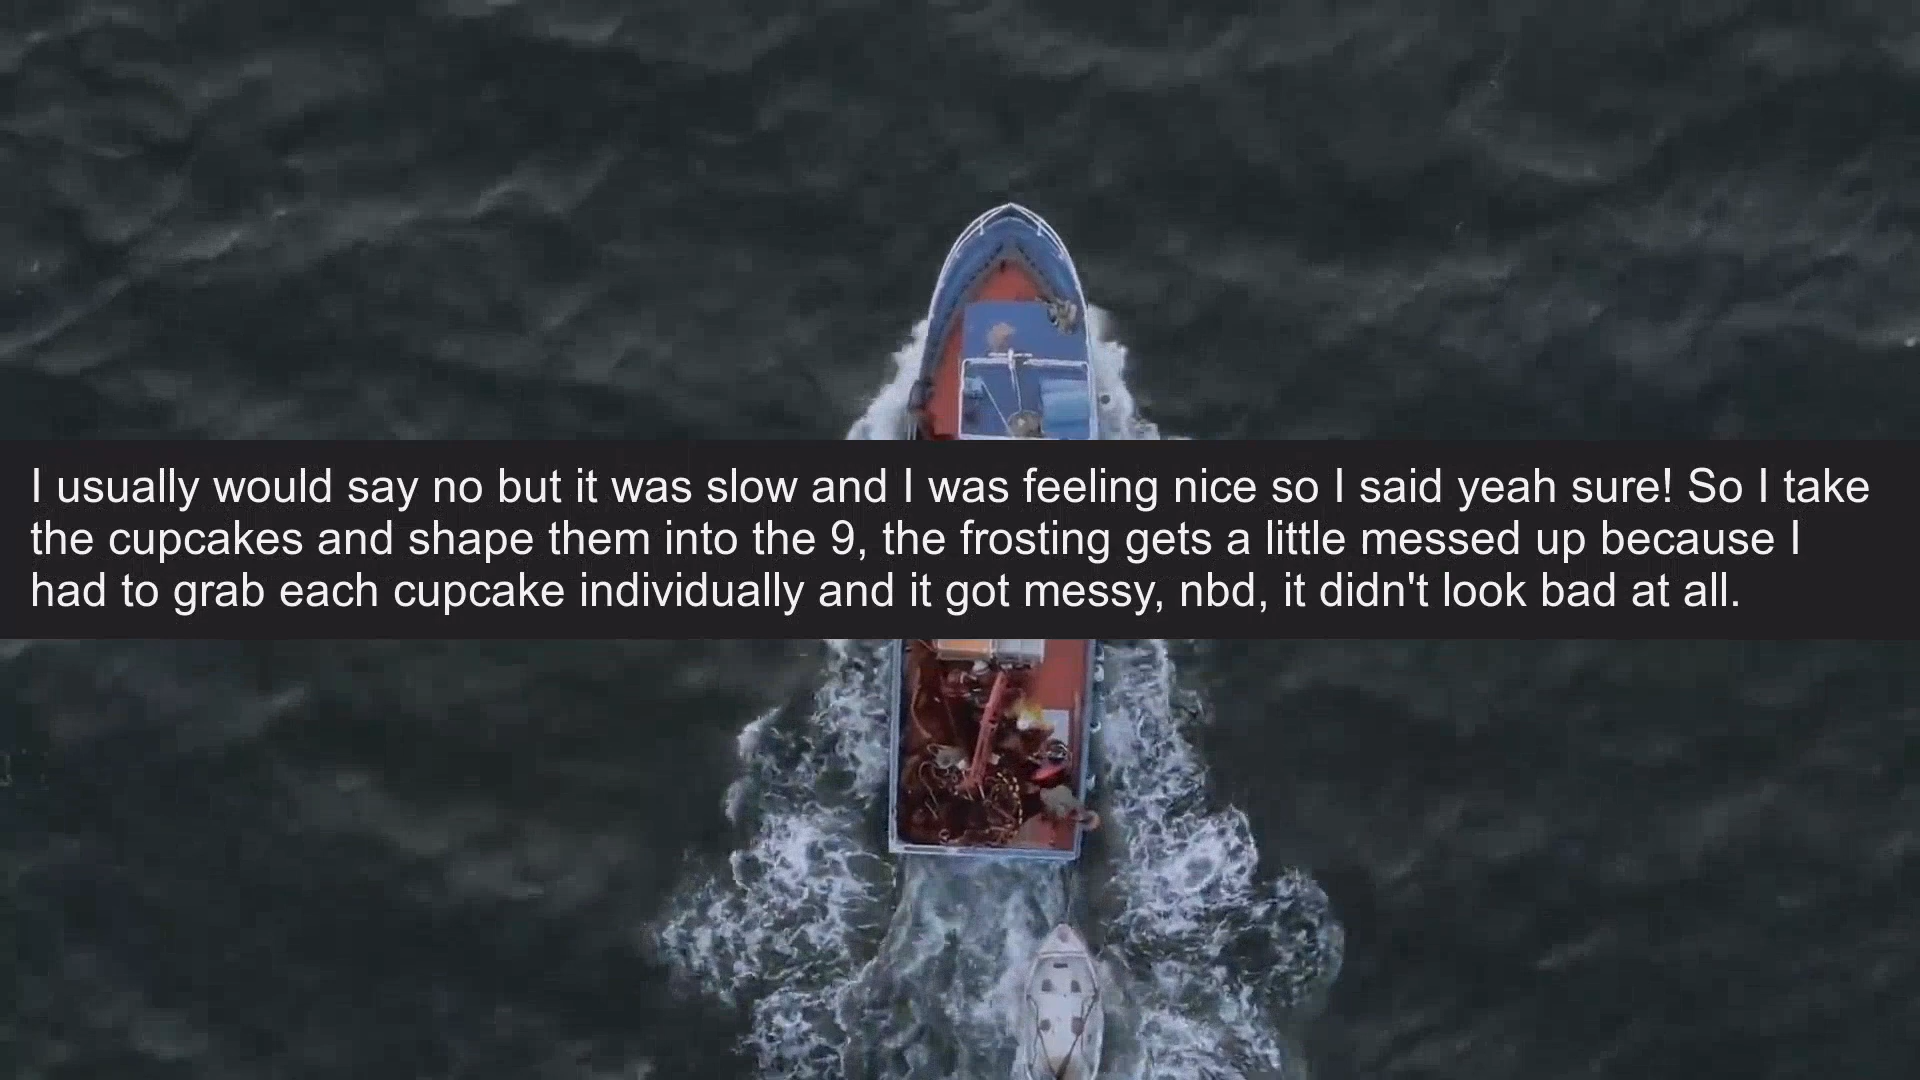 I usually would say no but it was slow and I was feeling nice so I said yeah sure! So I take
the cupcakes and shape them into the 9, the frosting gets a little messed up because I
had to grab each cupcake individually and it got messy, nbd, it didn't look bad at all.